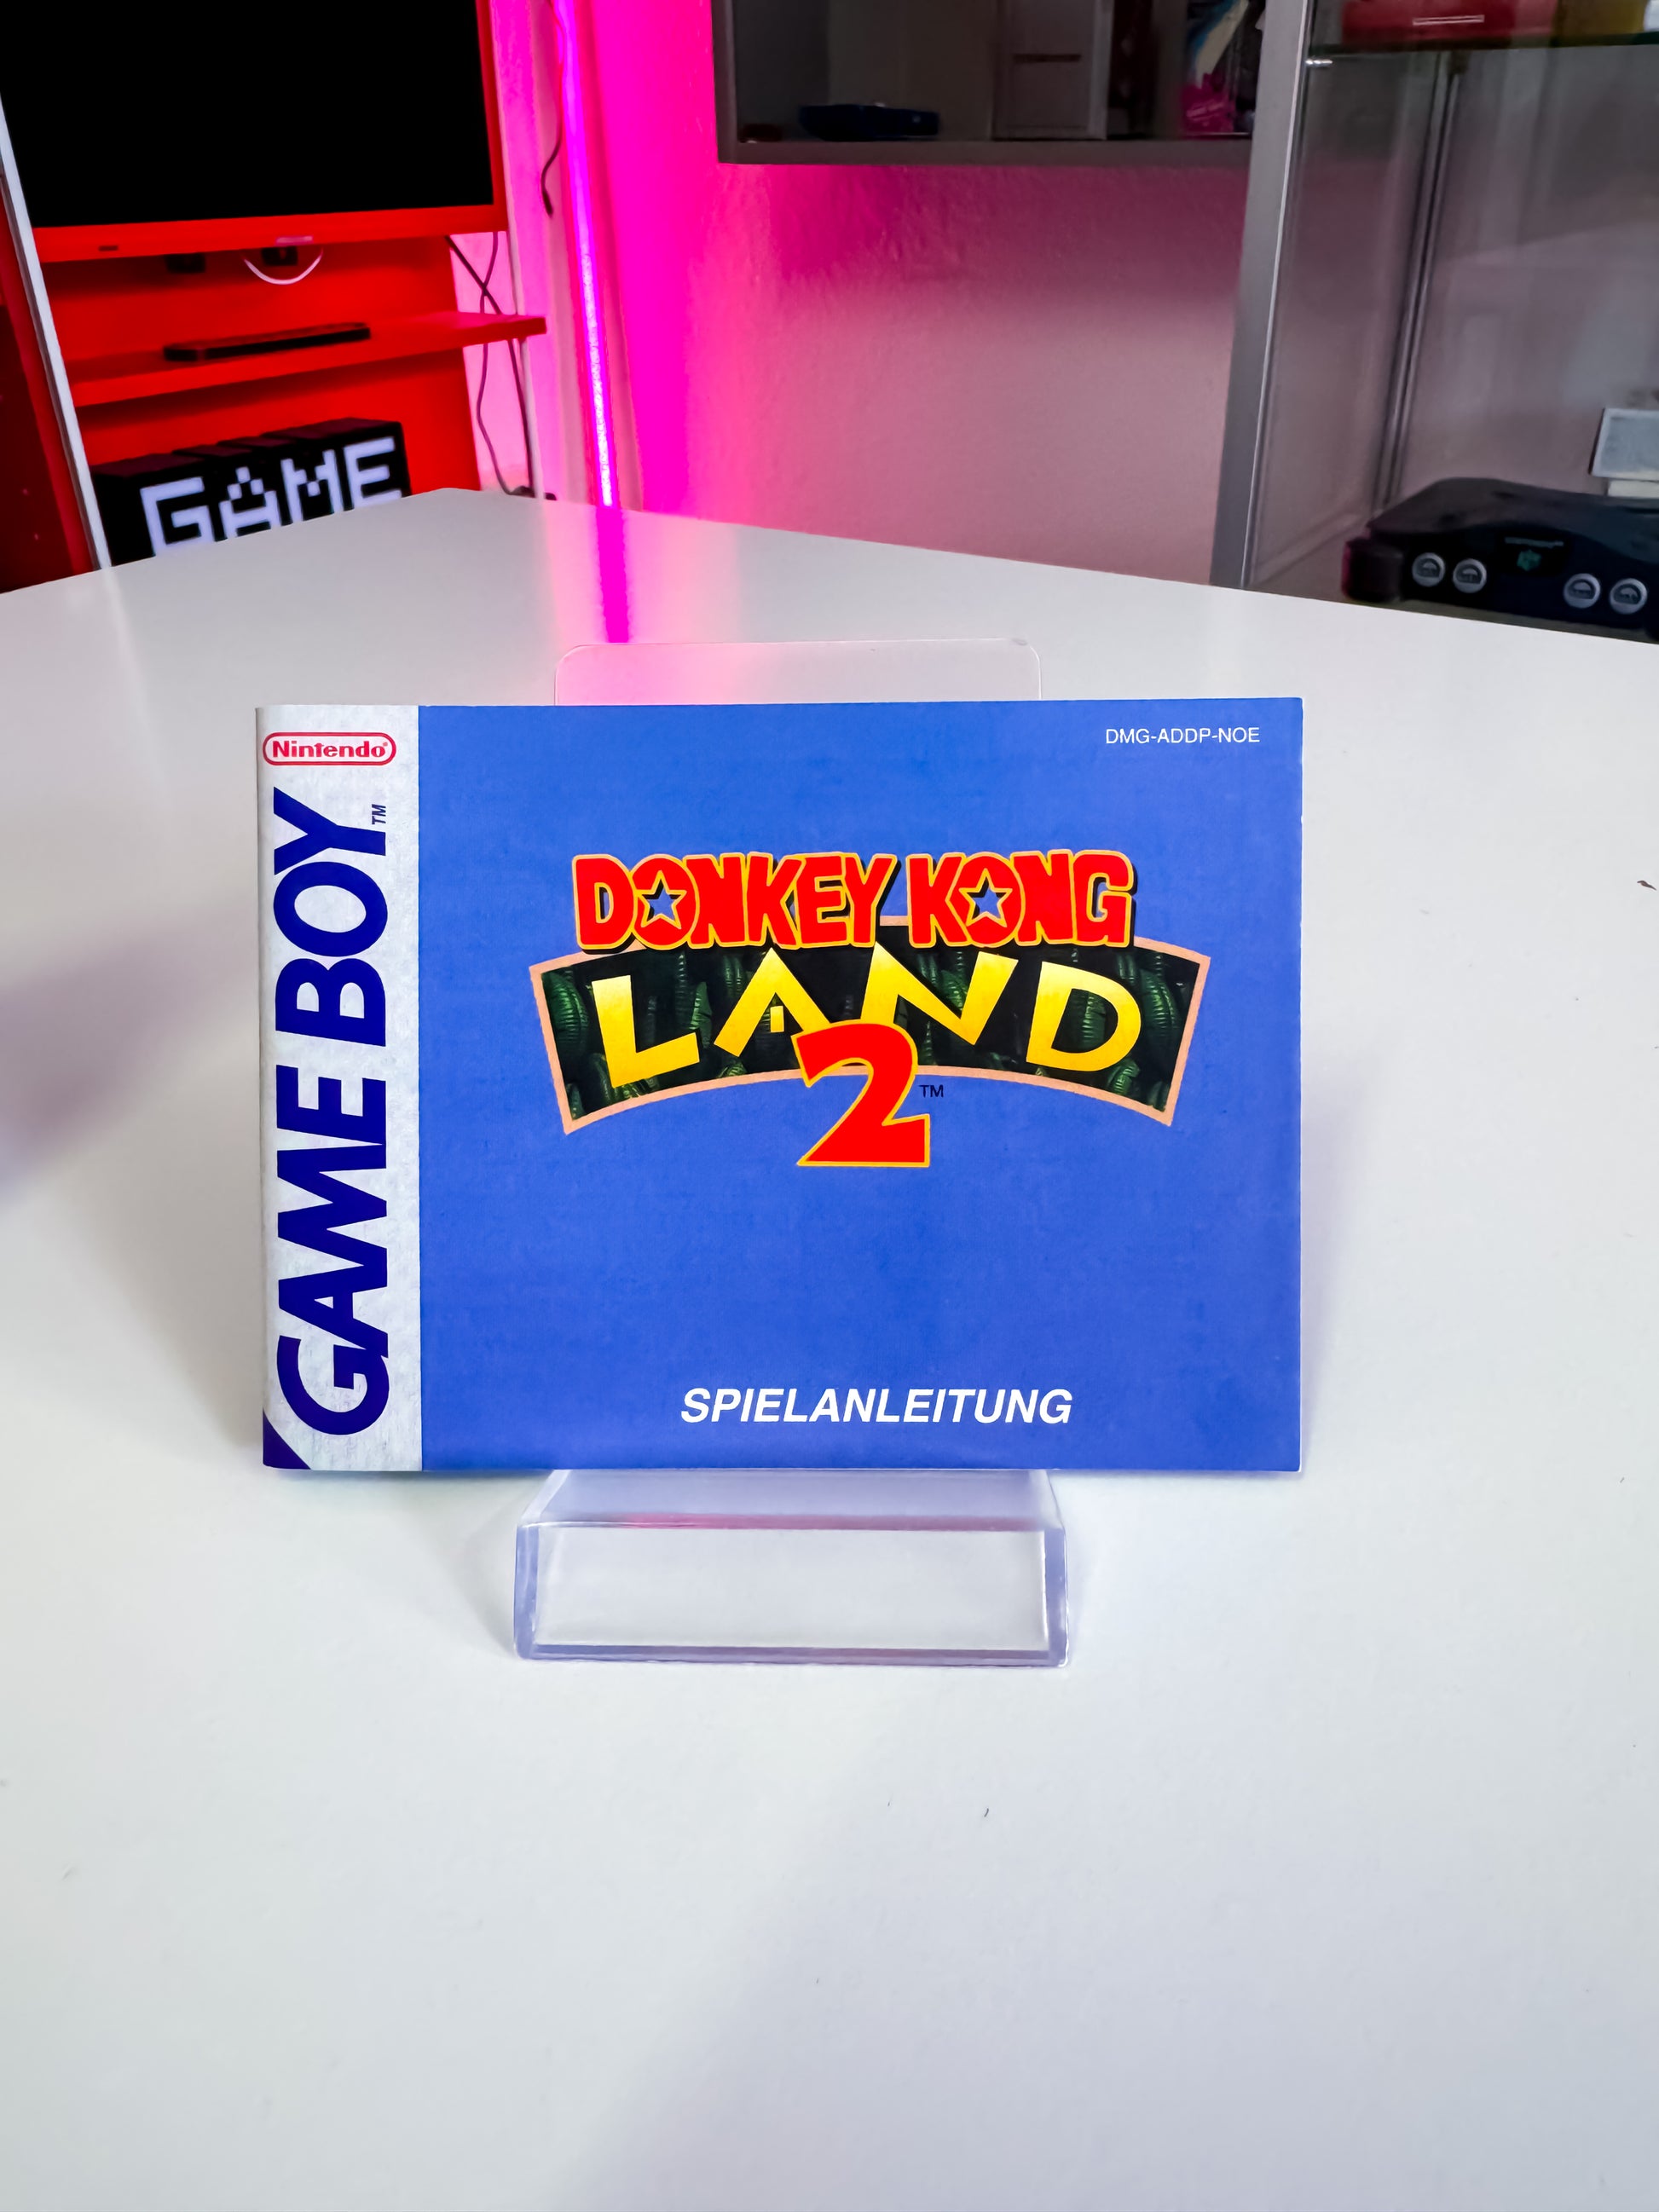 GAME
Nintendo®
GAME BOY™
DMG-ADDP-NOE
DONKEY KONG
LAND
2™
SPIELANLEITUNG